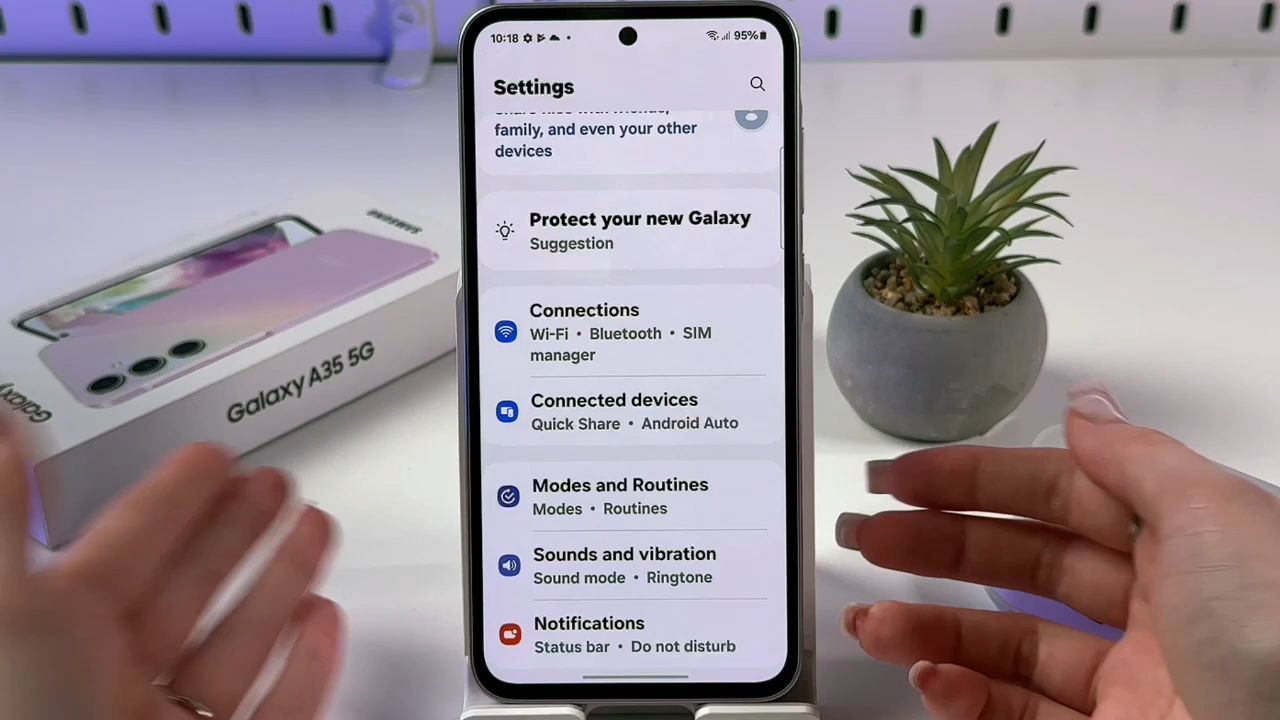 10:18
95%
Settings
family, and even your other
devices
Protect your new Galaxy
Suggestion
Connections
Wi-Fi • Bluetooth • SIM
manager
Connected devices
Quick Share • Android Auto
Modes and Routines
Modes • Routines
Sounds and vibration
Sound mode • Ringtone
Notifications
Status bar • Do not disturb
SAMSUNG
Galaxy A35 5G
Galaxy